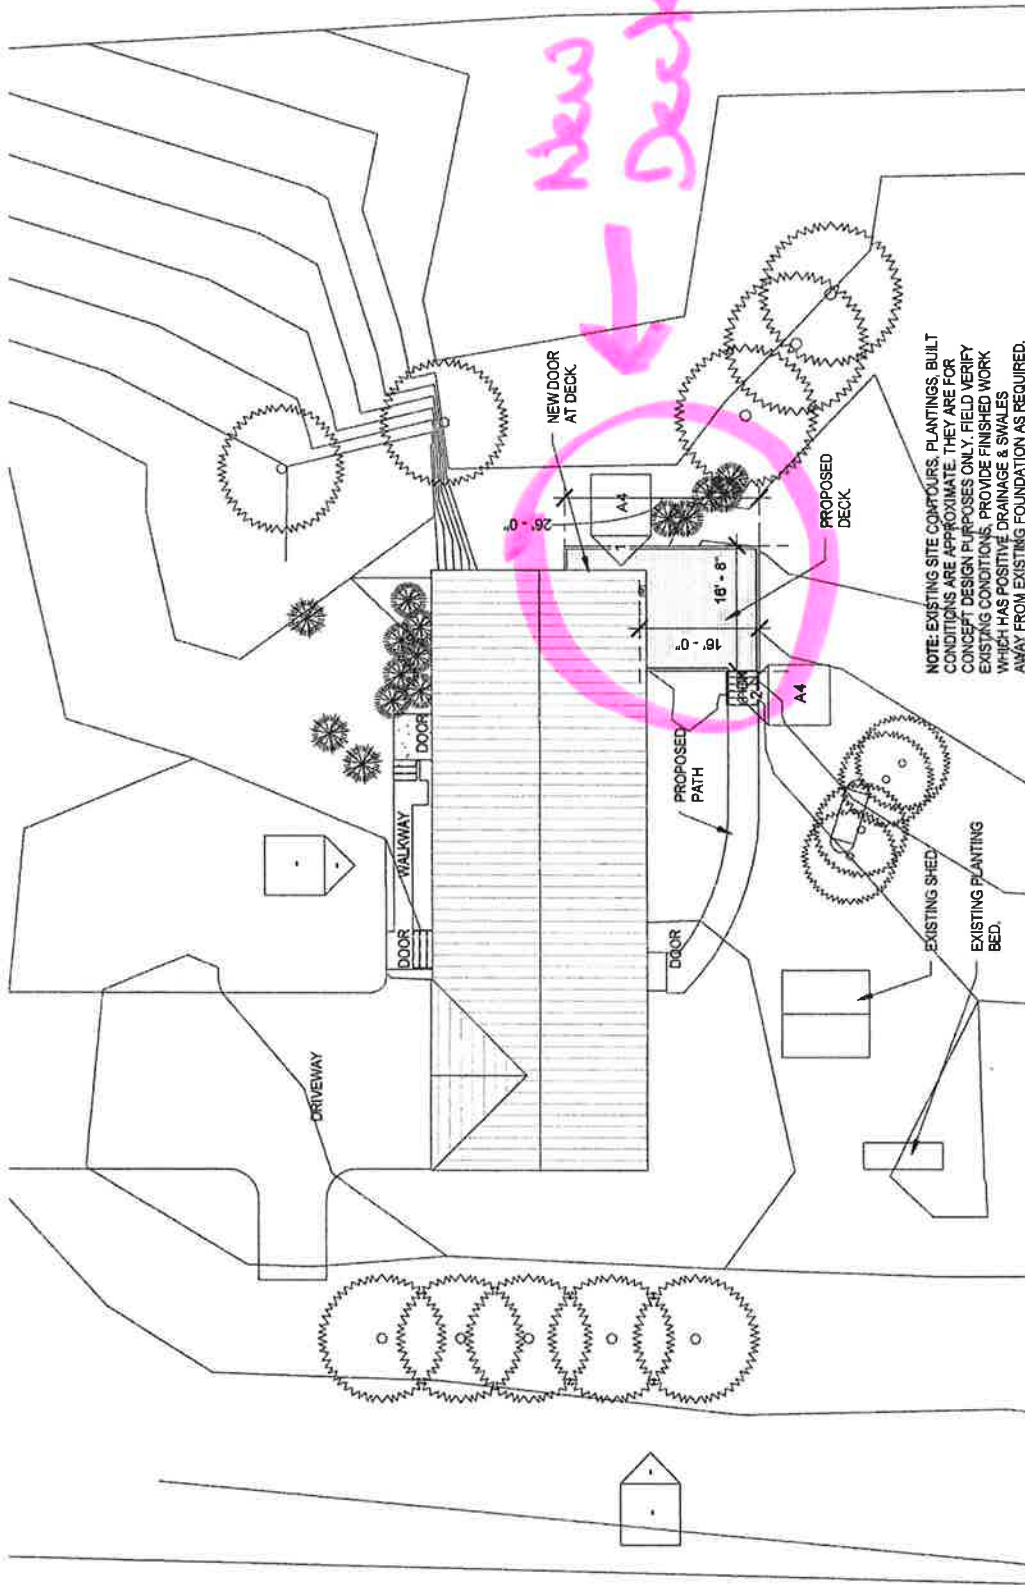 New
Deck
NEW DOOR
AT DECK.
26' - 0"
A4
1
PROPOSED
DECK.
16' - 8"
16' - 0"
2
A4
PROPOSED
PATH
DOOR
WALKWAY
DOOR
DOOR
DRIVEWAY
EXISTING SHED
EXISTING PLANTING
BED.
NOTE: EXISTING SITE CONTOURS, PLANTINGS, BUILT
CONDITIONS ARE APPROXIMATE. THEY ARE FOR
CONCEPT DESIGN PURPOSES ONLY. FIELD VERIFY
EXISTING CONDITIONS, PROVIDE FINISHED WORK
WHICH HAS POSITIVE DRAINAGE & SWALES
AWAY FROM EXISTING FOUNDATION AS REQUIRED.